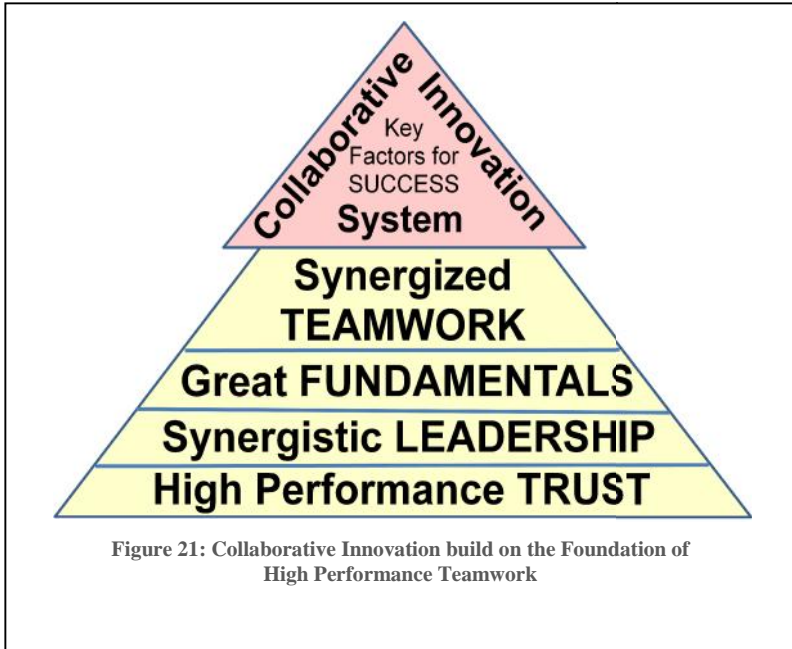 Collaborative Innovation
Key
Factors for
SUCCESS
System
Synergized
TEAMWORK
Great FUNDAMENTALS
Synergistic LEADERSHIP
High Performance TRUST
Figure 21: Collaborative Innovation build on the Foundation of
High Performance Teamwork